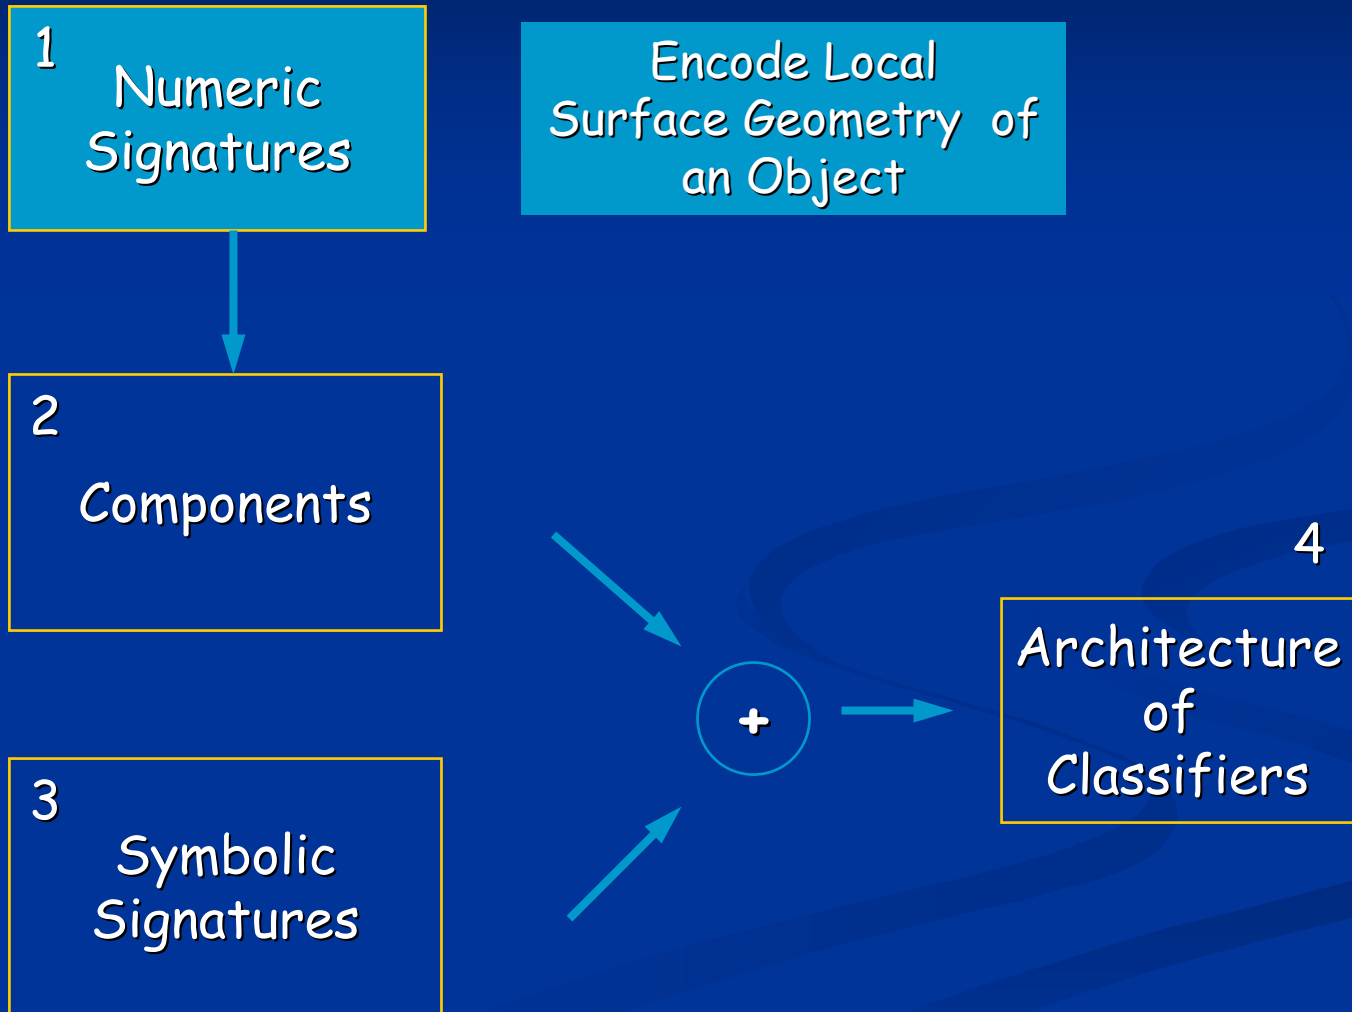 1
Numeric
Signatures
Encode Local
Surface Geometry of
an Object
2
Components
4
+
Architecture
of
Classifiers
3
Symbolic
Signatures